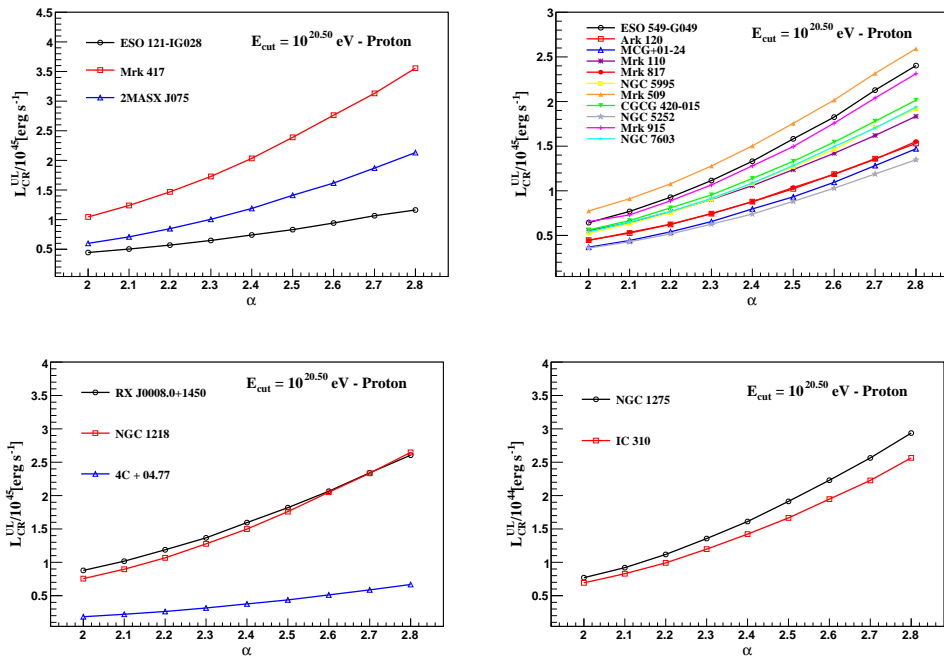 ESO 121-IG028
Mrk 417
2MASX J075
E_cut = 10^20.50 eV - Proton
L_CR^UL/10^45[erg s^-1]
4.5
4
3.5
3
2.5
2
1.5
1
0.5
2 2.1 2.2 2.3 2.4 2.5 2.6 2.7 2.8
α
ESO 549-G049
Ark 120
MCG+01-24
Mrk 110
Mrk 817
NGC 5995
Mrk 509
CGCG 420-015
NGC 5252
Mrk 915
NGC 7603
E_cut = 10^20.50 eV - Proton
L_CR^UL/10^45[erg s^-1]
3
2.5
2
1.5
1
0.5
2 2.1 2.2 2.3 2.4 2.5 2.6 2.7 2.8
α
RX J0008.0+1450
NGC 1218
4C + 04.77
E_cut = 10^20.50 eV - Proton
L_CR^UL/10^45[erg s^-1]
4
3.5
3
2.5
2
1.5
1
0.5
2 2.1 2.2 2.3 2.4 2.5 2.6 2.7 2.8
α
NGC 1275
IC 310
E_cut = 10^20.50 eV - Proton
L_CR^UL/10^44[erg s^-1]
4
3.5
3
2.5
2
1.5
1
0.5
2 2.1 2.2 2.3 2.4 2.5 2.6 2.7 2.8
α